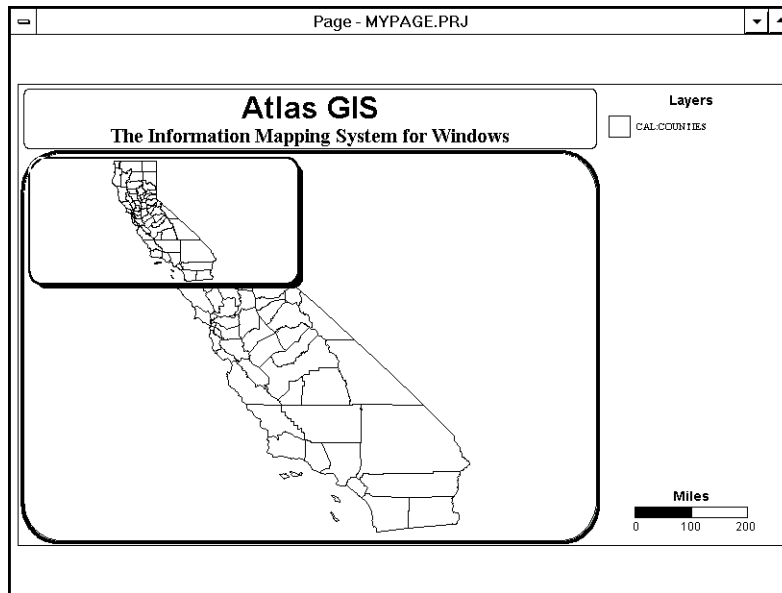 Page - MYPAGE.PRJ
Atlas GIS
The Information Mapping System for Windows
Layers
CAL:COUNTIES
Miles
0 100 200